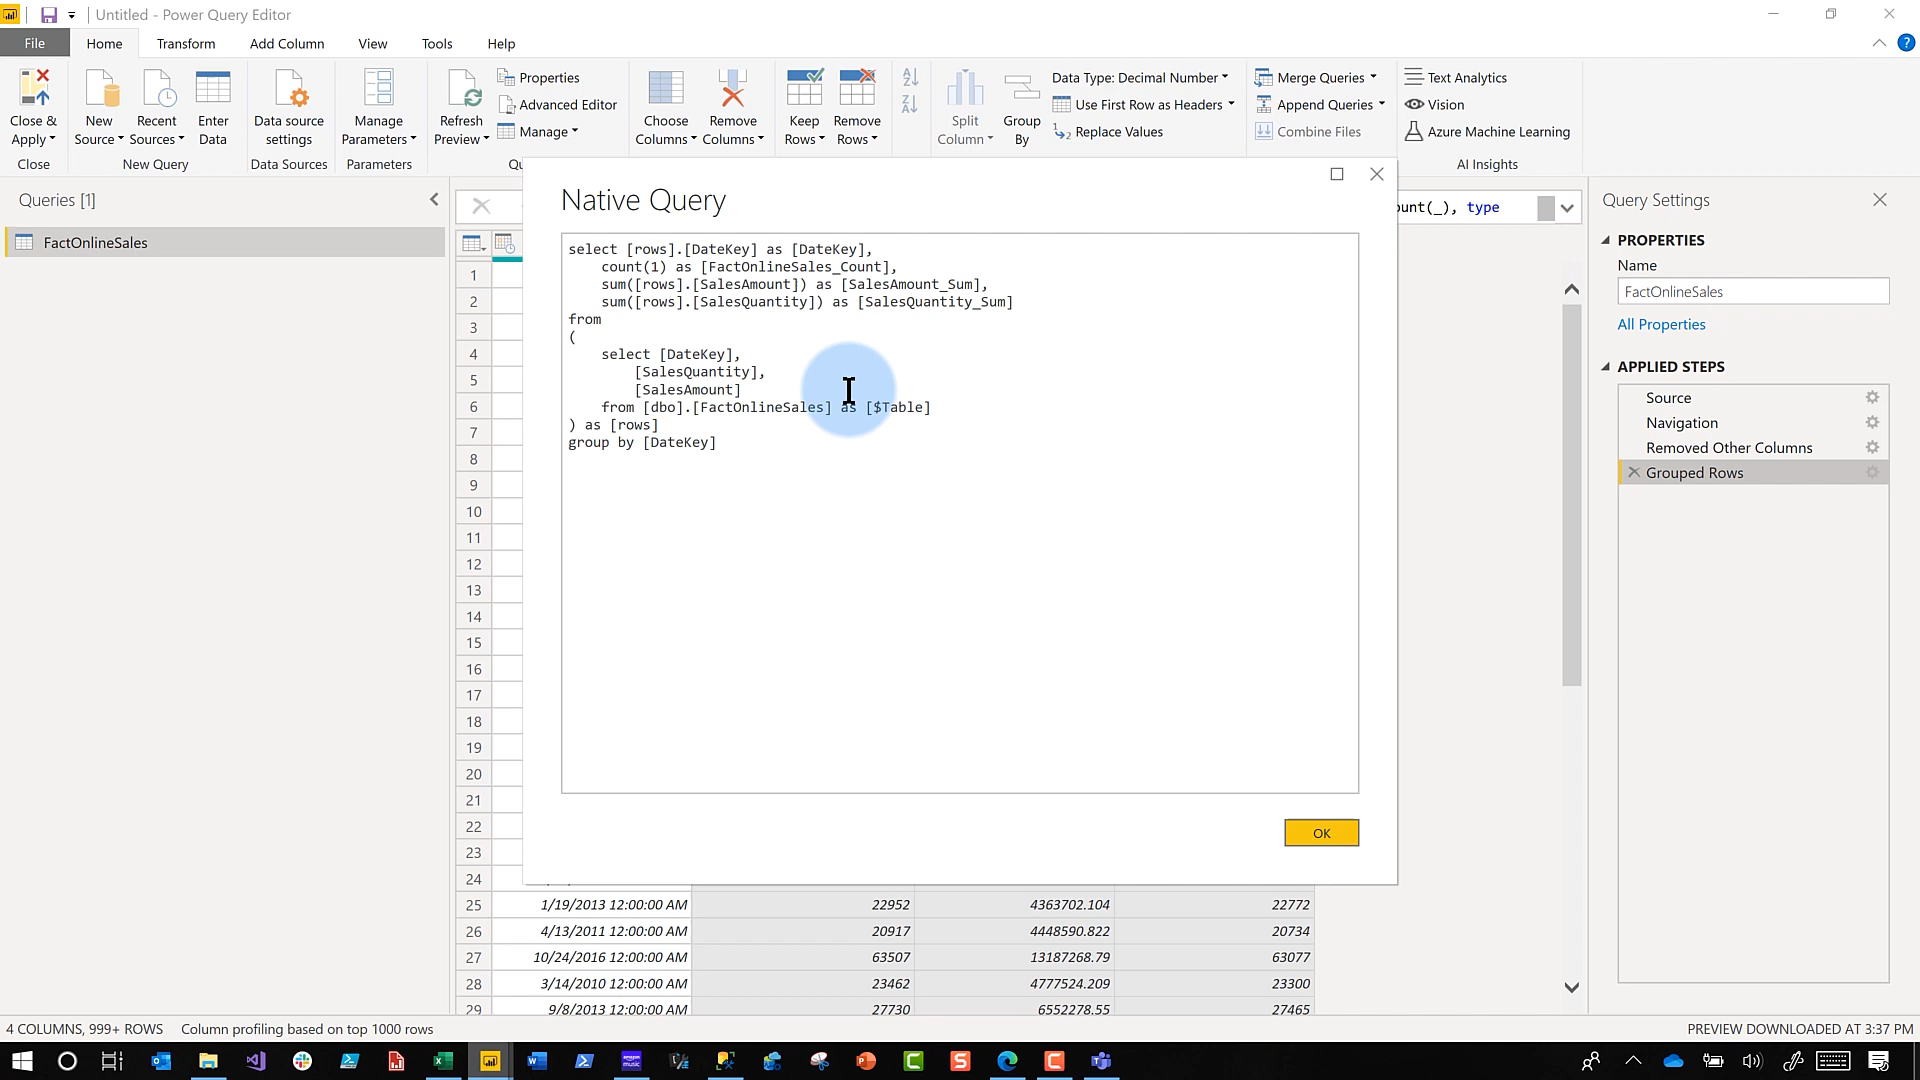 Untitled - Power Query Editor
File
Home
Transform
Add Column
View
Tools
Help
Close & Apply
Close
New Source
Recent Sources
Enter Data
New Query
Data source settings
Data Sources
Manage Parameters
Parameters
Refresh Preview
Properties
Advanced Editor
Manage
Qu
Choose Columns
Remove Columns
Keep Rows
Remove Rows
Split Column
Group By
Data Type: Decimal Number
Use First Row as Headers
Replace Values
Merge Queries
Append Queries
Combine Files
Text Analytics
Vision
Azure Machine Learning
AI Insights
Queries [1]
FactOnlineSales
unt(_), type
Native Query
select [rows].[DateKey] as [DateKey],
count(1) as [FactOnlineSales_Count],
sum([rows].[SalesAmount]) as [SalesAmount_Sum],
sum([rows].[SalesQuantity]) as [SalesQuantity_Sum]
from
(
select [DateKey],
[SalesQuantity],
[SalesAmount]
from [dbo].[FactOnlineSales] as [$Table]
) as [rows]
group by [DateKey]
OK
1
2
3
4
5
6
7
8
9
10
11
12
13
14
15
16
17
18
19
20
21
22
23
24
25 1/19/2013 12:00:00 AM 22952 4363702.104 22772
26 4/13/2011 12:00:00 AM 20917 4448590.822 20734
27 10/24/2016 12:00:00 AM 63507 13187268.79 63077
28 3/14/2010 12:00:00 AM 23462 4777524.209 23300
29 9/8/2013 12:00:00 AM 27730 6552278.55 27465
Query Settings
PROPERTIES
Name
FactOnlineSales
All Properties
APPLIED STEPS
Source
Navigation
Removed Other Columns
Grouped Rows
4 COLUMNS, 999+ ROWS
Column profiling based on top 1000 rows
PREVIEW DOWNLOADED AT 3:37 PM